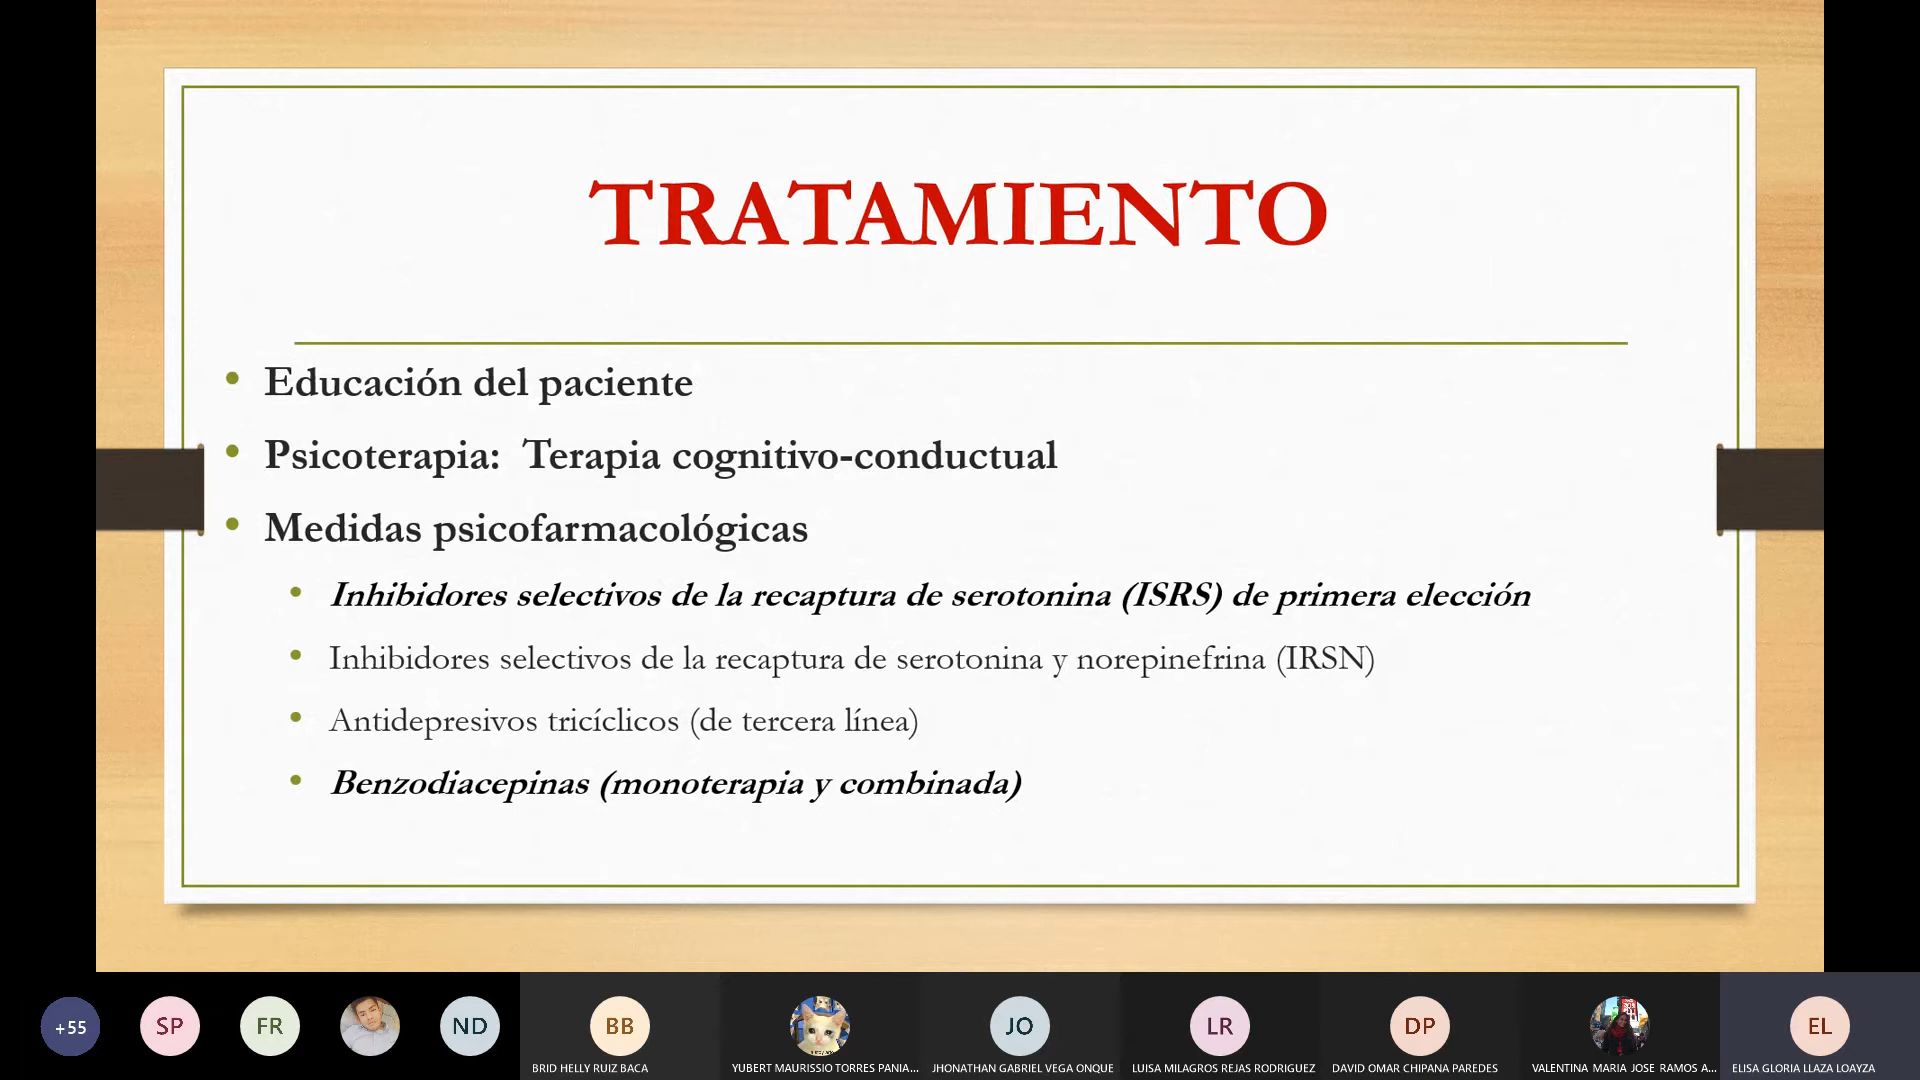 TRATAMIENTO
• Educación del paciente
• Psicoterapia: Terapia cognitivo-conductual
• Medidas psicofarmacológicas
• Inhibidores selectivos de la recaptura de serotonina (ISRS) de primera elección
• Inhibidores selectivos de la recaptura de serotonina y norepinefrina (IRSN)
• Antidepresivos tricíclicos (de tercera línea)
• Benzodiacepinas (monoterapia y combinada)
+55 SP FR ND BB JO LR DP EL
BRID HELLY RUIZ BACA YUBERT MAURISSIO TORRES PANIA... JHONATHAN GABRIEL VEGA ONQUE LUISA MILAGROS REJAS RODRIGUEZ DAVID OMAR CHIPANA PAREDES VALENTINA MARIA JOSE RAMOS A... ELISA GLORIA LLAZA LOAYZA